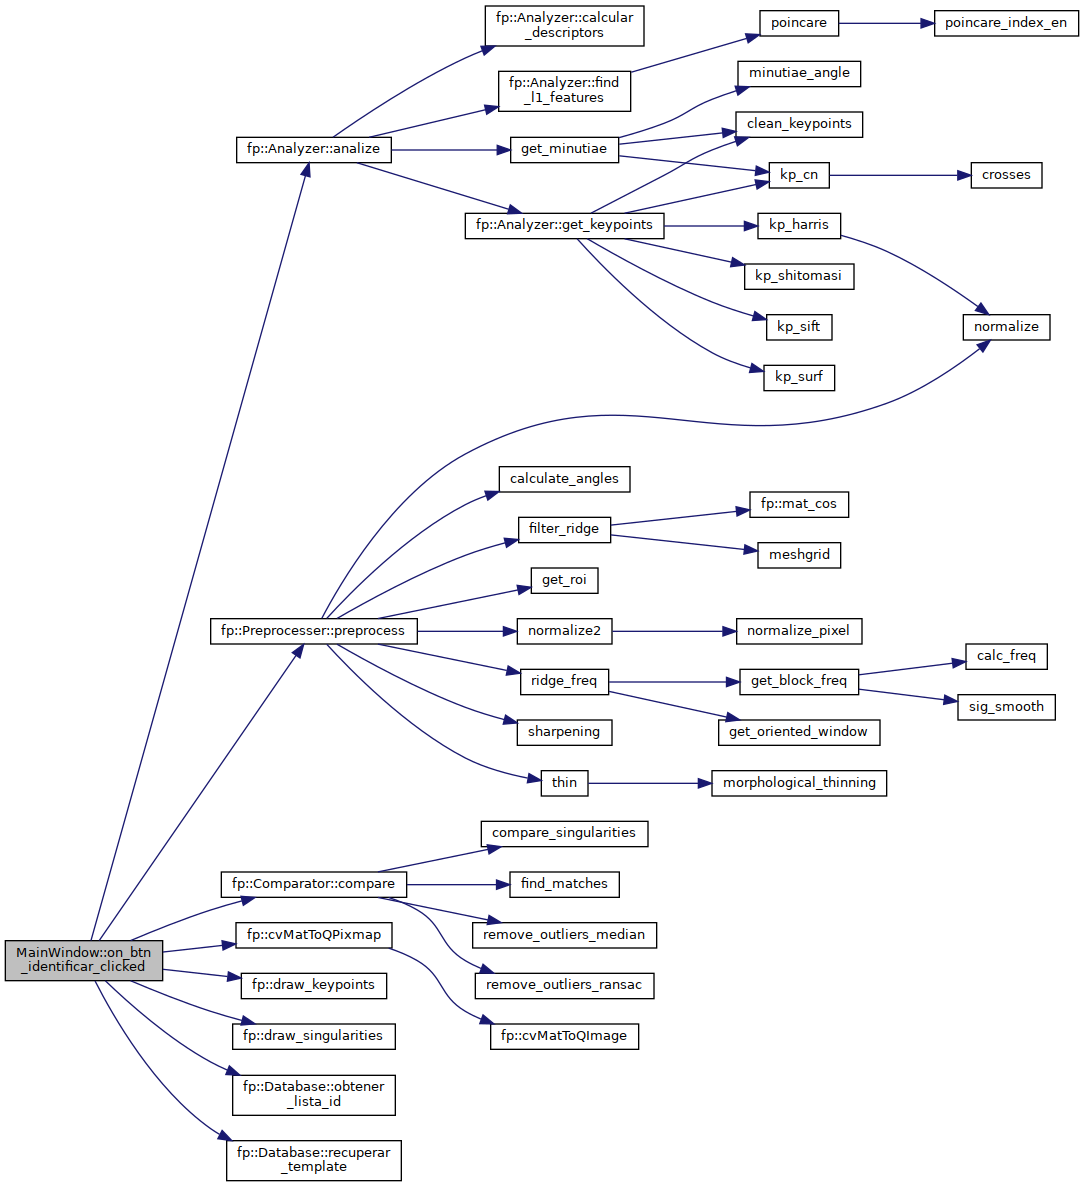 fp::Analyzer::calcular
_descriptors
poincare
poincare_index_en
fp::Analyzer::find
_l1_features
minutiae_angle
clean_keypoints
fp::Analyzer::analize
get_minutiae
kp_cn
crosses
fp::Analyzer::get_keypoints
kp_harris
kp_shitomasi
kp_sift
normalize
kp_surf
calculate_angles
filter_ridge
fp::mat_cos
meshgrid
get_roi
fp::Preprocesser::preprocess
normalize2
normalize_pixel
ridge_freq
get_block_freq
calc_freq
sig_smooth
sharpening
get_oriented_window
thin
morphological_thinning
compare_singularities
fp::Comparator::compare
find_matches
MainWindow::on_btn
_identificar_clicked
fp::cvMatToQPixmap
remove_outliers_median
fp::draw_keypoints
remove_outliers_ransac
fp::draw_singularities
fp::cvMatToQImage
fp::Database::obtener
_lista_id
fp::Database::recuperar
_template